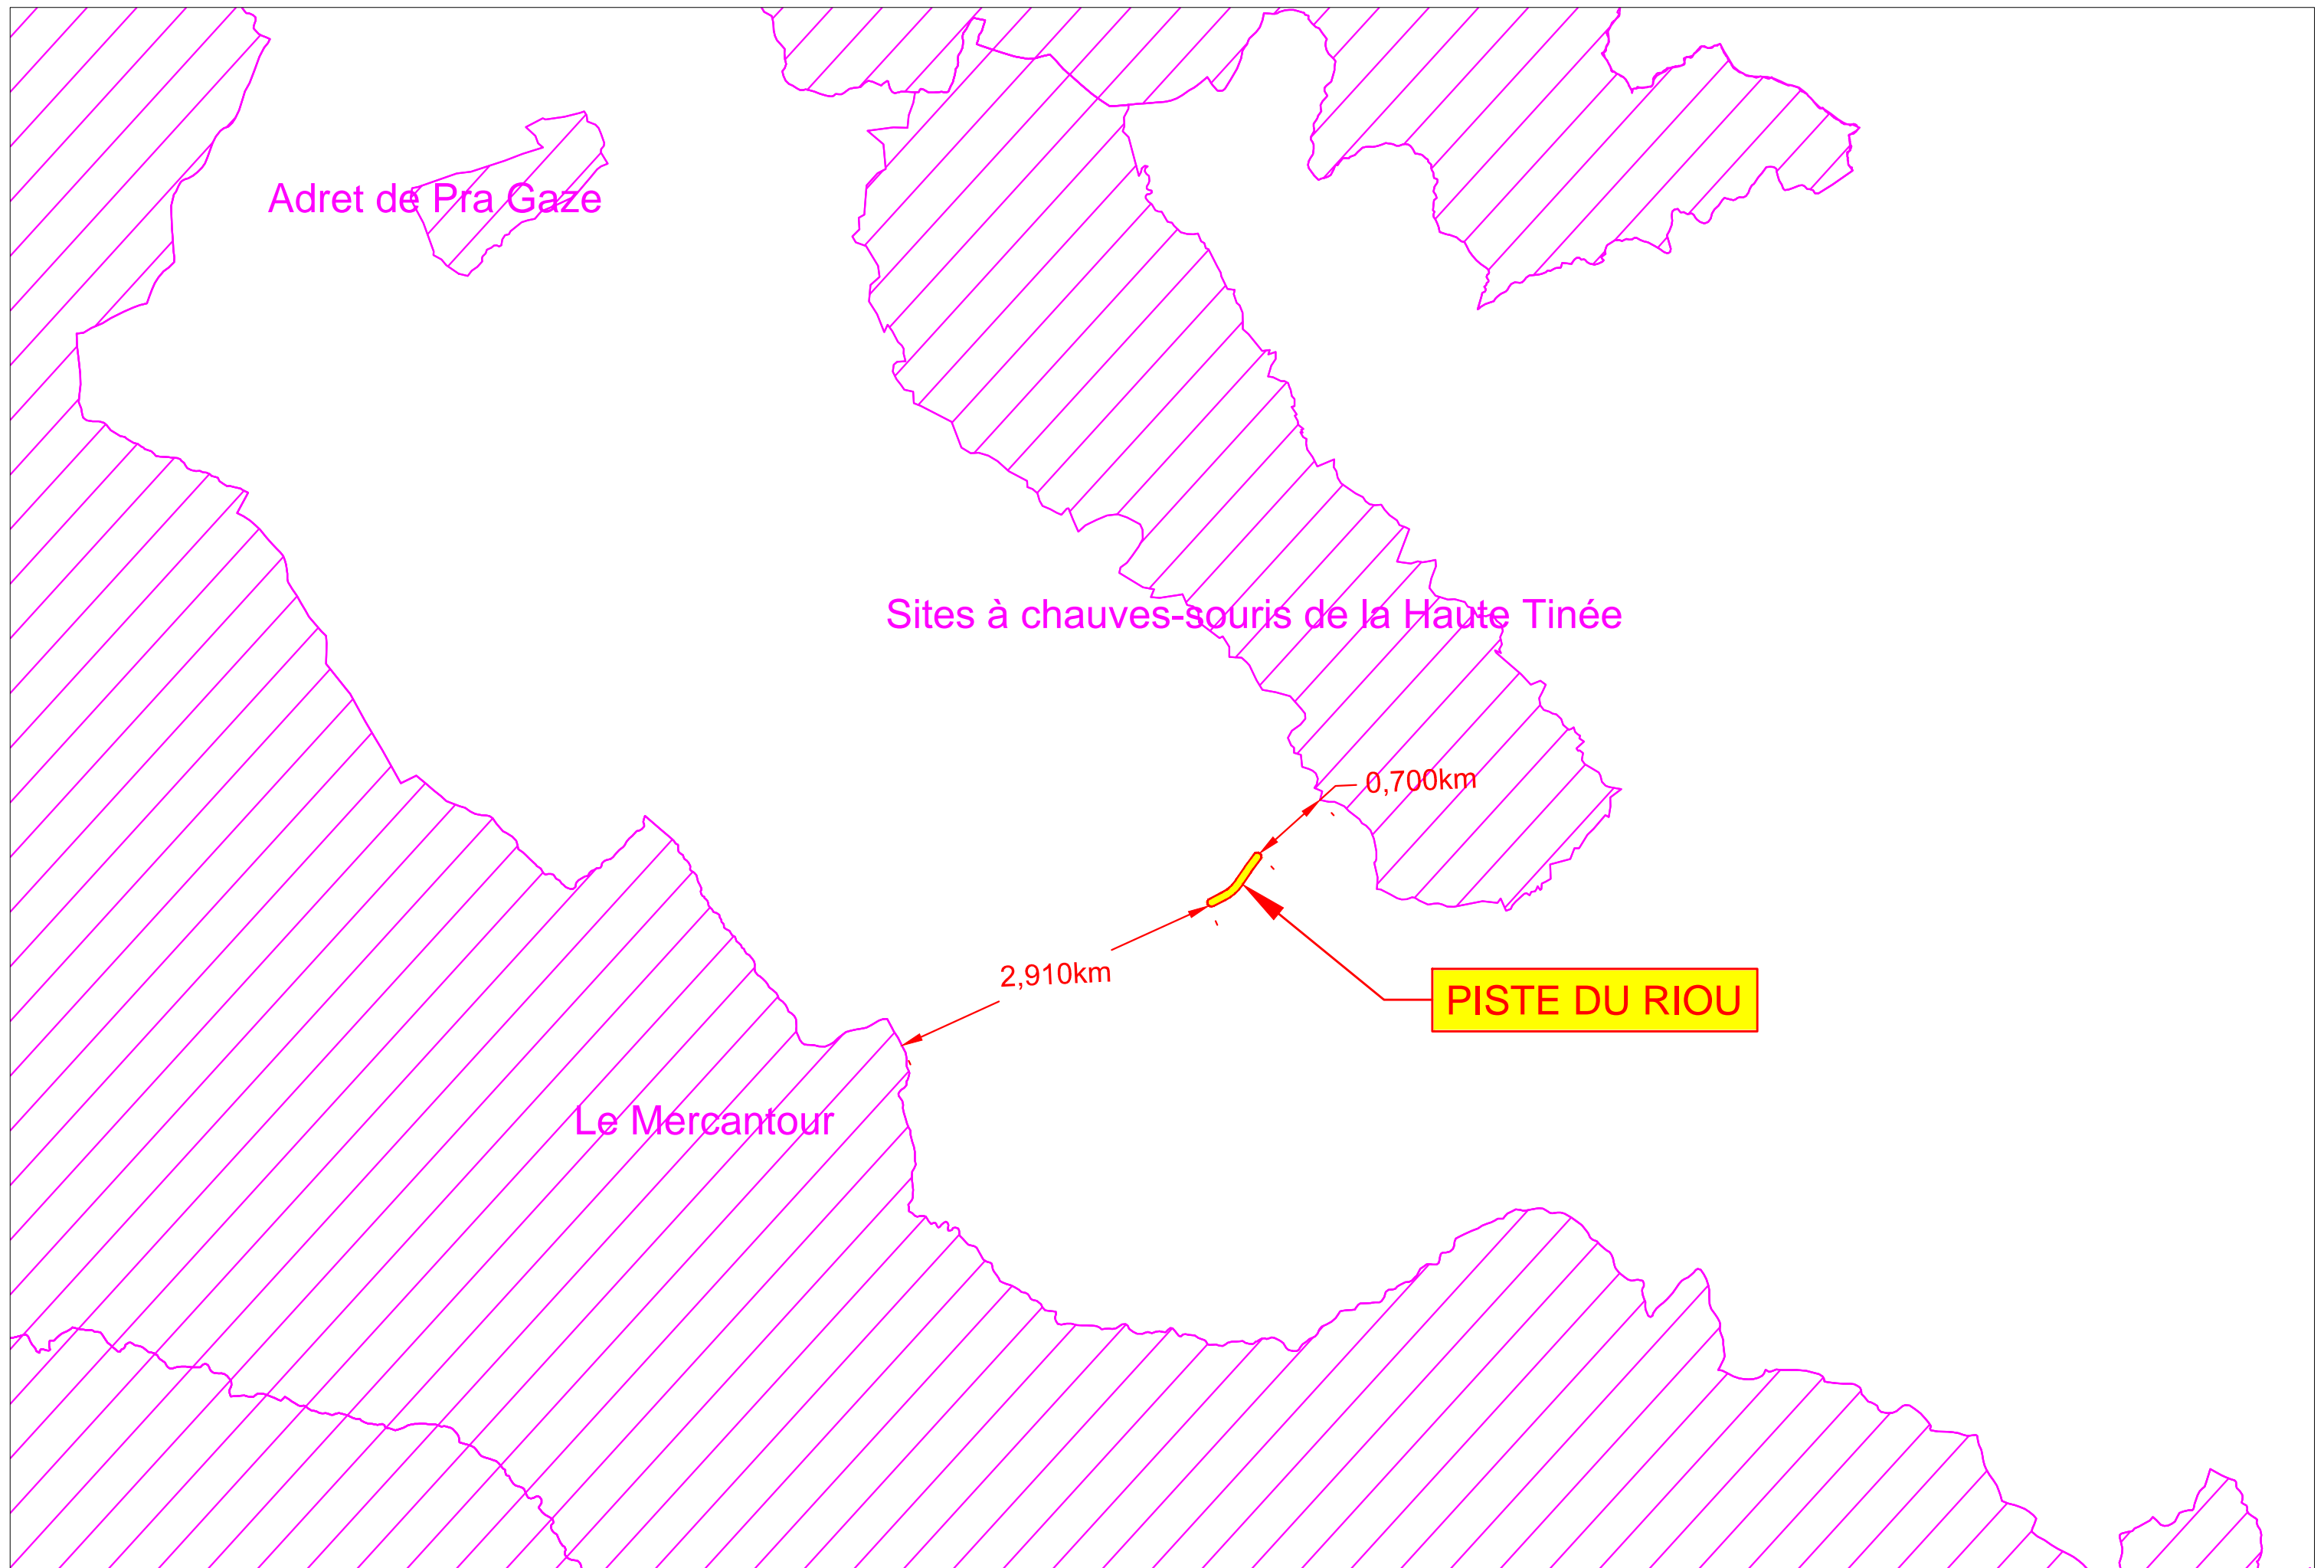 Adret de Pra Gaze
Sites à chauves-souris de la Haute Tinée
0,700km
2,910km
PISTE DU RIOU
Le Mercantour